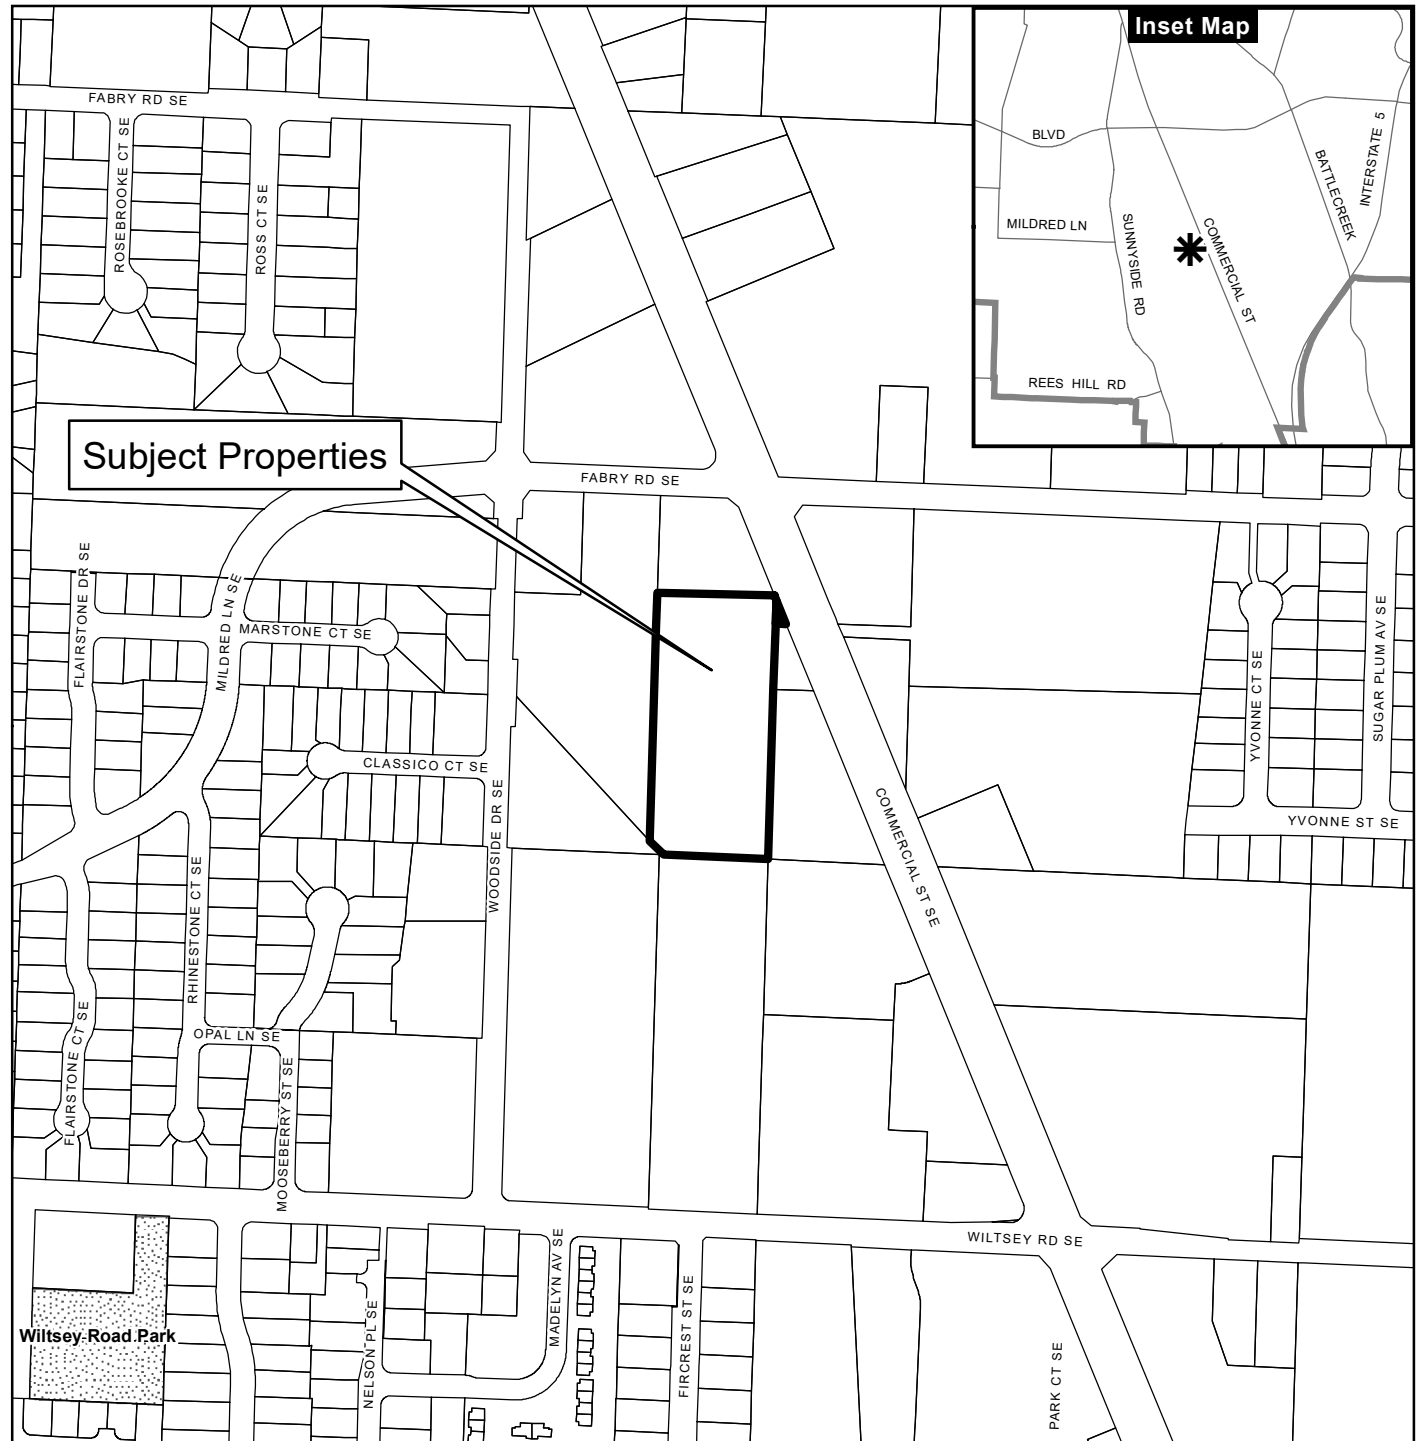 Inset Map
FABRY RD SE
ROSEBROOKE CT SE
ROSS CT SE
BLVD
INTERSTATE 5
BATTLECREEK
MILDRED LN
SUNNYSIDE RD
COMMERCIAL ST
REES HILL RD
Subject Properties
FABRY RD SE
FLAIRSTONE DR SE
MILDRED LN SE
MARSTONE CT SE
YVONNE CT SE
SUGAR PLUM AV SE
CLASSICO CT SE
WOODSIDE DR SE
COMMERCIAL ST SE
YVONNE ST SE
RHINESTONE CT SE
FLAIRSTONE CT SE
OPAL LN SE
MOOSEBERRY ST SE
WILTSEY RD SE
MADELYN AV SE
NELSON PL SE
FIRCREST ST SE
PARK CT SE
Wiltsey Road Park